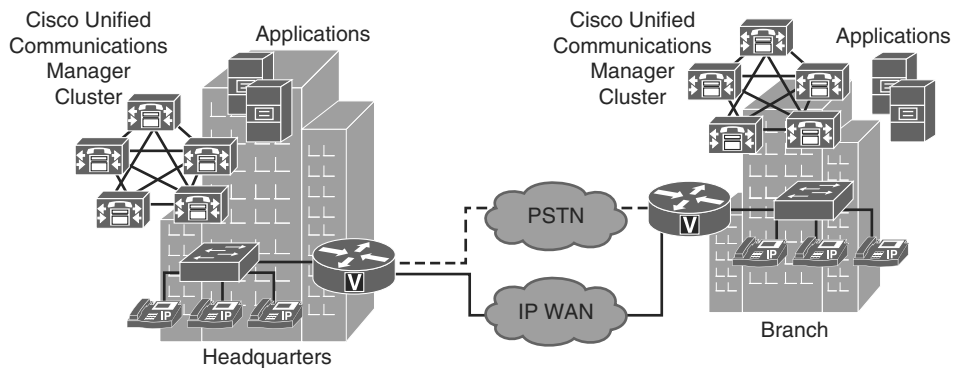 Cisco Unified
Communications
Manager
Cluster
Applications
Cisco Unified
Communications
Manager
Cluster
Applications
PSTN
V
V
IP
IP
IP
IP WAN
IP
IP
IP
Headquarters
Branch